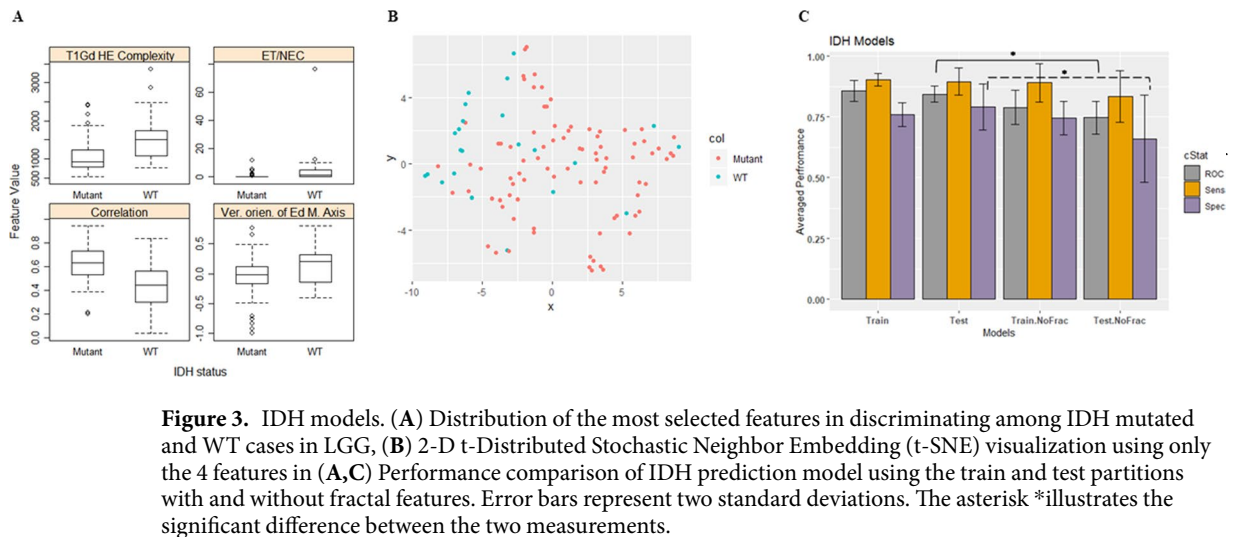 A
T1Gd HE Complexity
ET/NEC
500 1000 2000 3000
0 20 40 60
Mutant
WT
Mutant
WT
Correlation
Ver. orien. of Ed M. Axis
0.0 0.2 0.4 0.6 0.8
-1.0 -0.5 0.0 0.5
Mutant
WT
Mutant
WT
Feature Value
IDH status
B
4
0
-4
y
-10
-5
0
5
x
col
Mutant
WT
C
IDH Models
1.00
0.75
0.50
0.25
0.00
Averaged Perfromance
*
*
Train
Test
Train.NoFrac
Test.NoFrac
Models
cStat
ROC
Sens
Spec
Figure 3. IDH models. (A) Distribution of the most selected features in discriminating among IDH mutated
and WT cases in LGG, (B) 2-D t-Distributed Stochastic Neighbor Embedding (t-SNE) visualization using only
the 4 features in (A,C) Performance comparison of IDH prediction model using the train and test partitions
with and without fractal features. Error bars represent two standard deviations. The asterisk *illustrates the
significant difference between the two measurements.